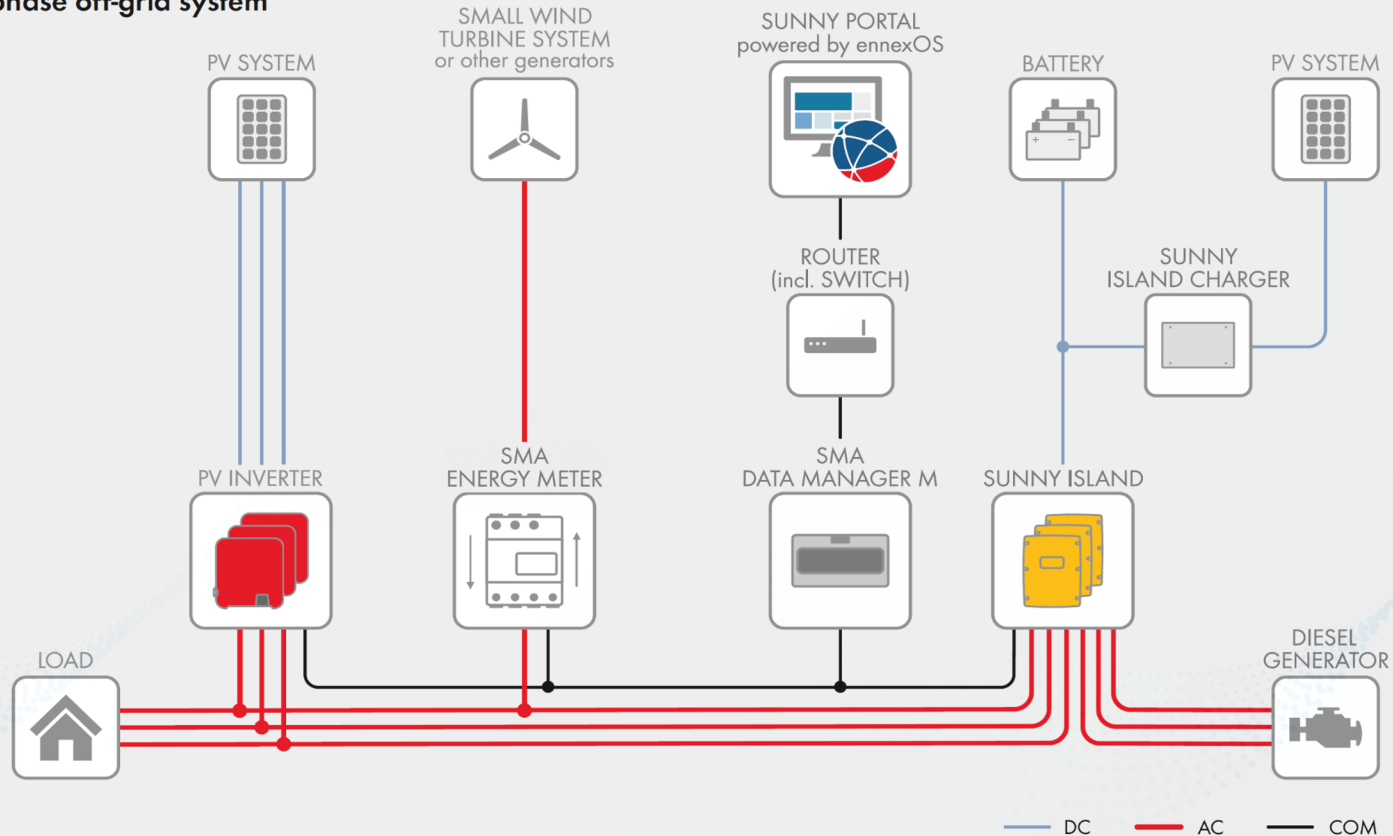 phase off-grid system
SMALL WIND
TURBINE SYSTEM
or other generators
SUNNY PORTAL
powered by ennexOS
PV SYSTEM
BATTERY
PV SYSTEM
+ −
ROUTER
(incl. SWITCH)
SUNNY
ISLAND CHARGER
PV INVERTER
SMA
ENERGY METER
SMA
DATA MANAGER M
SUNNY ISLAND
LOAD
DIESEL
GENERATOR
DC
AC
COM